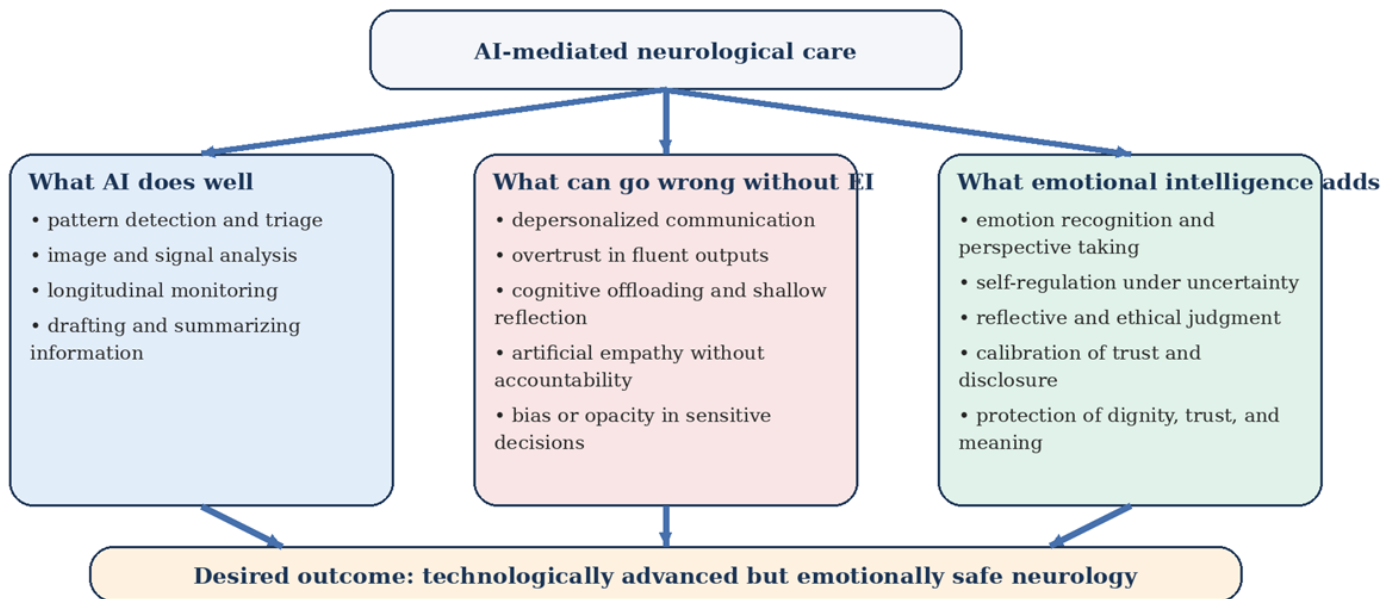 AI-mediated neurological care
What AI does well
• pattern detection and triage
• image and signal analysis
• longitudinal monitoring
• drafting and summarizing
information
What can go wrong without EI
• depersonalized communication
• overtrust in fluent outputs
• cognitive offloading and shallow
reflection
• artificial empathy without
accountability
• bias or opacity in sensitive
decisions
What emotional intelligence adds
• emotion recognition and
perspective taking
• self-regulation under uncertainty
• reflective and ethical judgment
• calibration of trust and
disclosure
• protection of dignity, trust, and
meaning
Desired outcome: technologically advanced but emotionally safe neurology